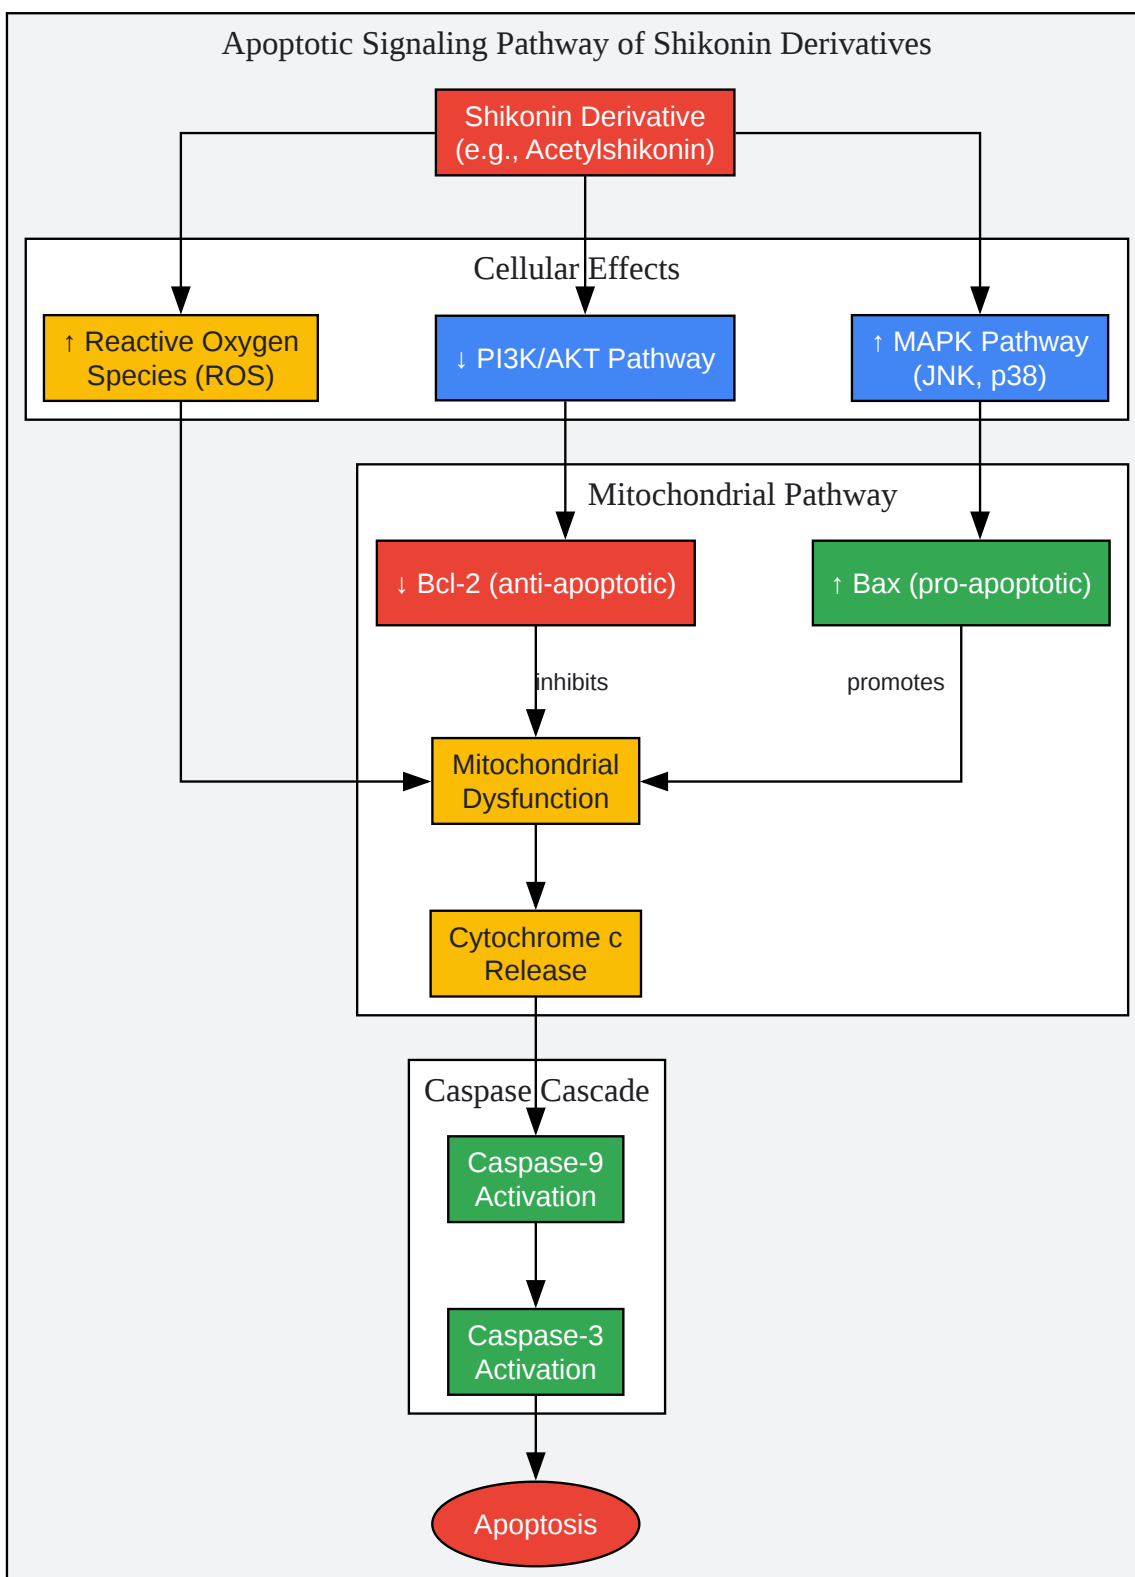 Apoptotic Signaling Pathway of Shikonin Derivatives
Shikonin Derivative
(e.g., Acetylshikonin)
Cellular Effects
↑ Reactive Oxygen
Species (ROS)
↓ PI3K/AKT Pathway
↑ MAPK Pathway
(JNK, p38)
Mitochondrial Pathway
↓ Bcl-2 (anti-apoptotic)
↑ Bax (pro-apoptotic)
inhibits
promotes
Mitochondrial
Dysfunction
Cytochrome c
Release
Caspase Cascade
Caspase-9
Activation
Caspase-3
Activation
Apoptosis